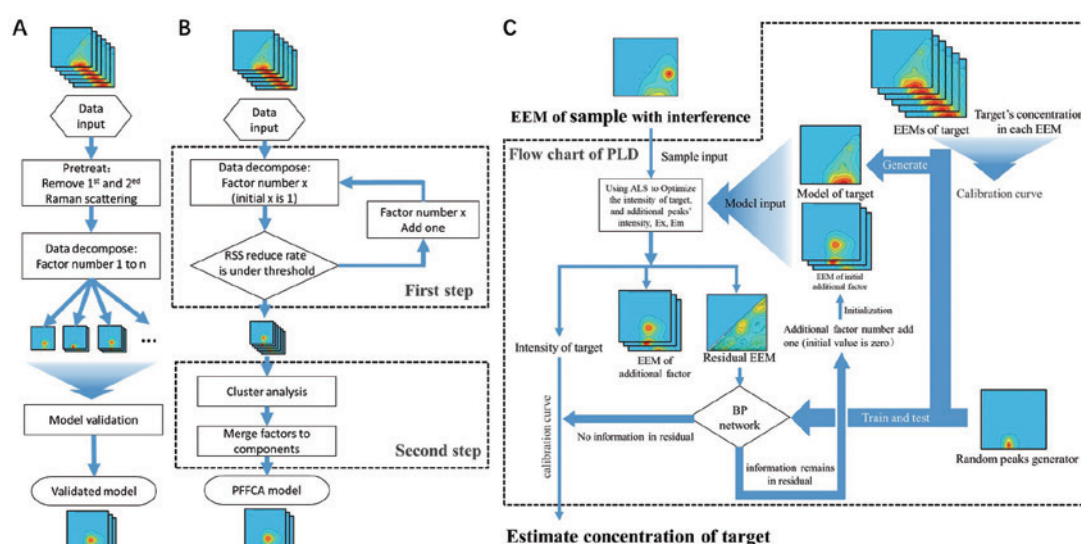 A
Data
input
Pretreat:
Remove 1st and 2ed
Raman scattering
Data decompose:
Factor number 1 to n
...
Model validation
Validated model
B
Data
input
Data decompose:
Factor number x
(initial x is 1)
Factor number x
Add one
RSS reduce rate
is under threshold
First step
Cluster analysis
Merge factors to
components
Second step
PFFCA model
C
EEM of sample with interference
Flow chart of PLD
Sample input
Using ALS to Optimize
the intensity of target,
and additional peaks'
intensity, Ex, Em
Model input
EEMs of target
Target's concentration
in each EEM
Generate
Model of target
Calibration curve
EEM of initial
additional factor
Initialization
Additional factor number add
one (initial value is zero)
Intensity of target
EEM of
additional factor
Residual EEM
BP
network
No information in residual
Train and test
calibration curve
information remains
in residual
Random peaks generator
Estimate concentration of target